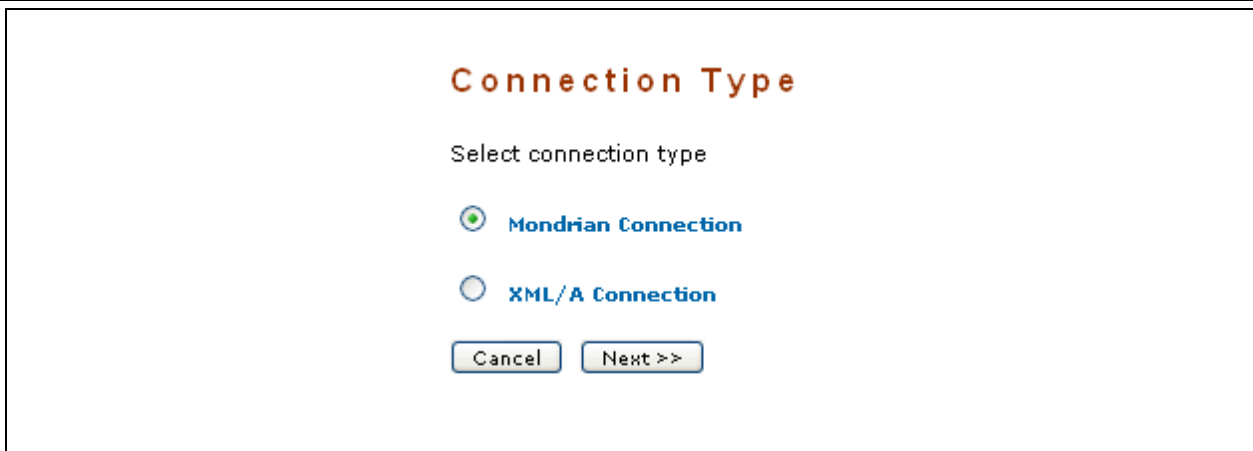 Connection Type
Select connection type
Mondrian Connection
XML/A Connection
Cancel Next >>